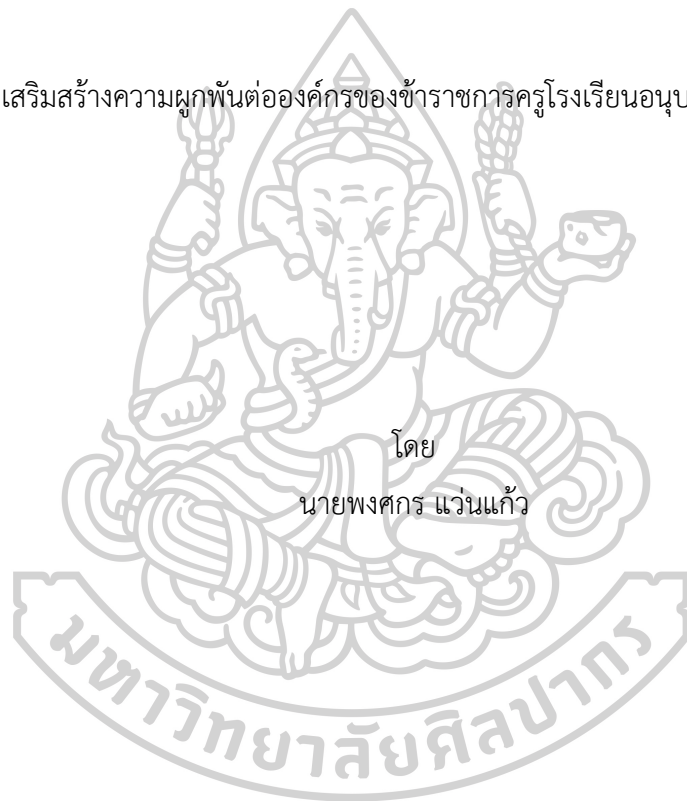 เสริมสร้างความผูกพันต่อองค์กรของข้าราชการครูโรงเรียนอนุบ
โดย
นายพงศกร แว่นแก้ว
มหาวิทยาลัยศิลปากร